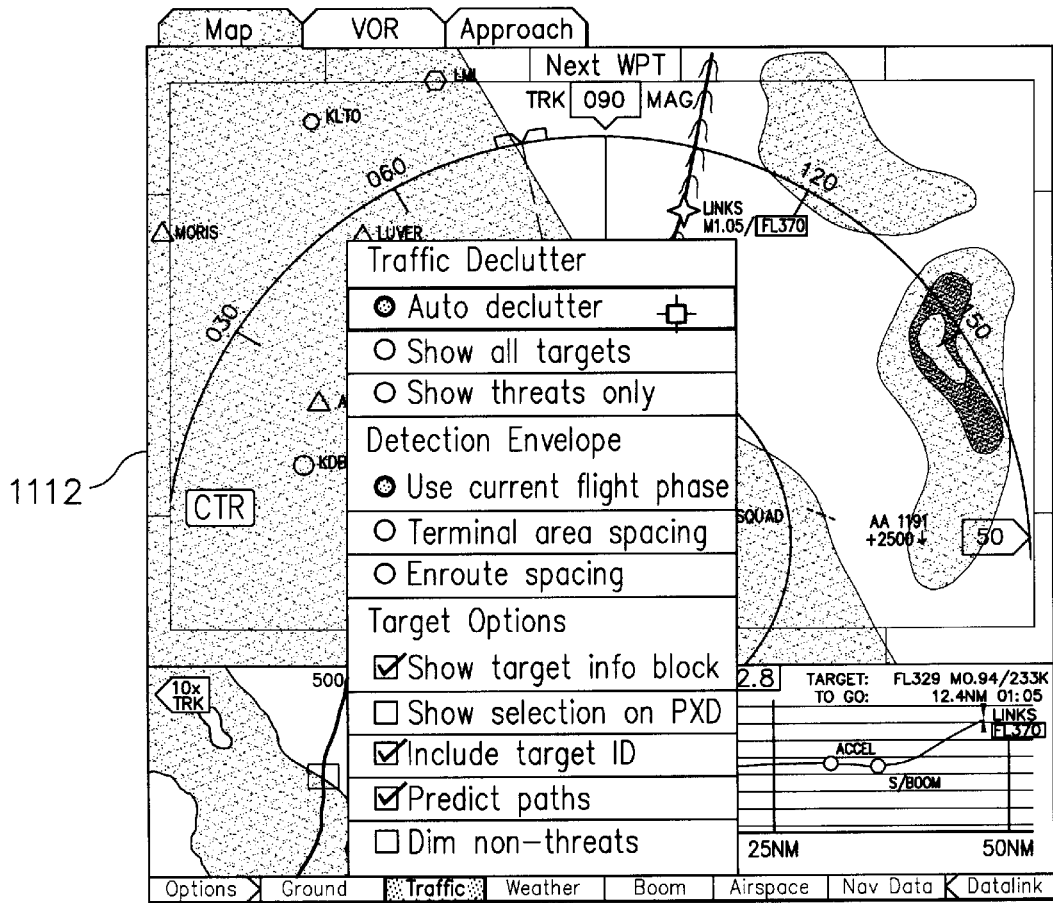 Map VOR Approach
Next WPT
TRK 090 MAG
LMI
KLTO
060
120
LINKS
M1.05/FL370
MORIS
LUVER
030
150
Traffic Declutter
Auto declutter
Show all targets
Show threats only
Detection Envelope
Use current flight phase
Terminal area spacing
Enroute spacing
Target Options
Show target info block
Show selection on PXD
Include target ID
Predict paths
Dim non-threats
A
KDB
CTR
1112
SQUAD
AA 1191
+2500↓
50
10x
TRK
500
2.8
TARGET: FL329 M0.94/233K
TO GO: 12.4NM 01:05
LINKS
FL370
ACCEL
S/BOOM
25NM 50NM
Options Ground Traffic Weather Boom Airspace Nav Data Datalink